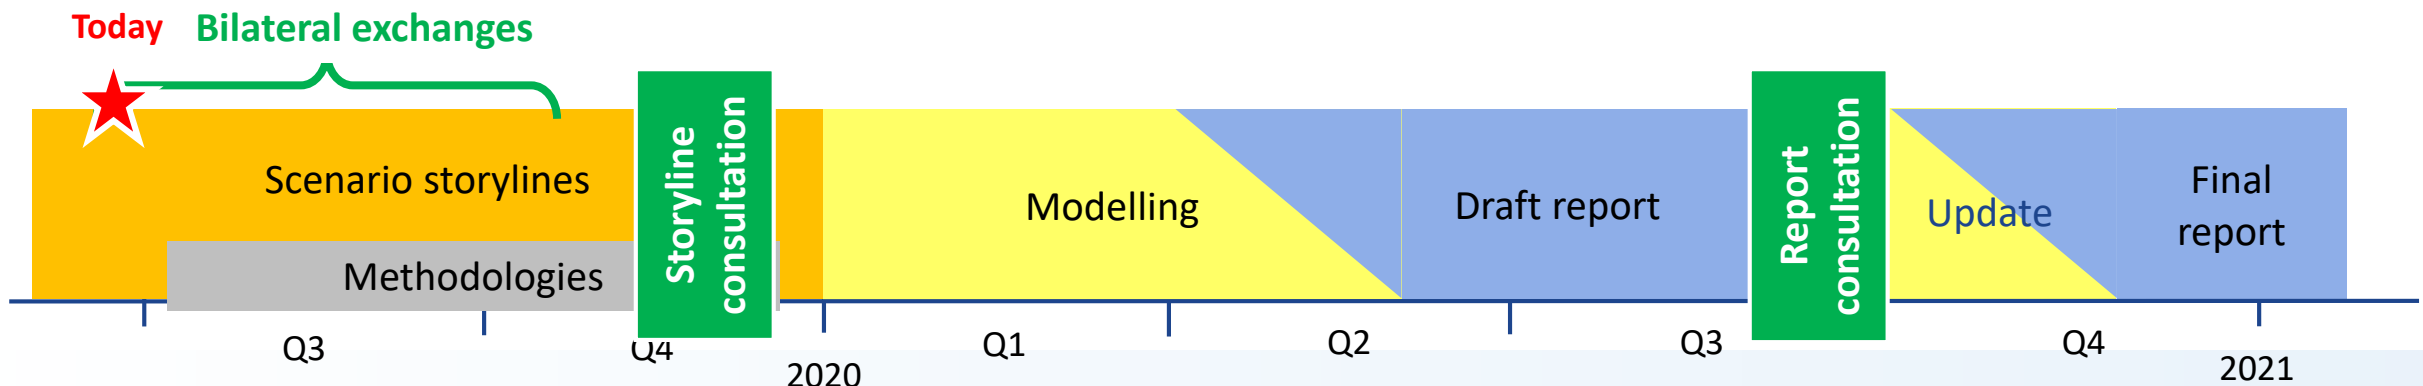 Today Bilateral exchanges
Scenario storylines
Methodologies
Storyline
consultation
Modelling
Draft report
Report
consultation
Update
Final
report
Q3
Q4
2020
Q1
Q2
Q3
Q4
2021